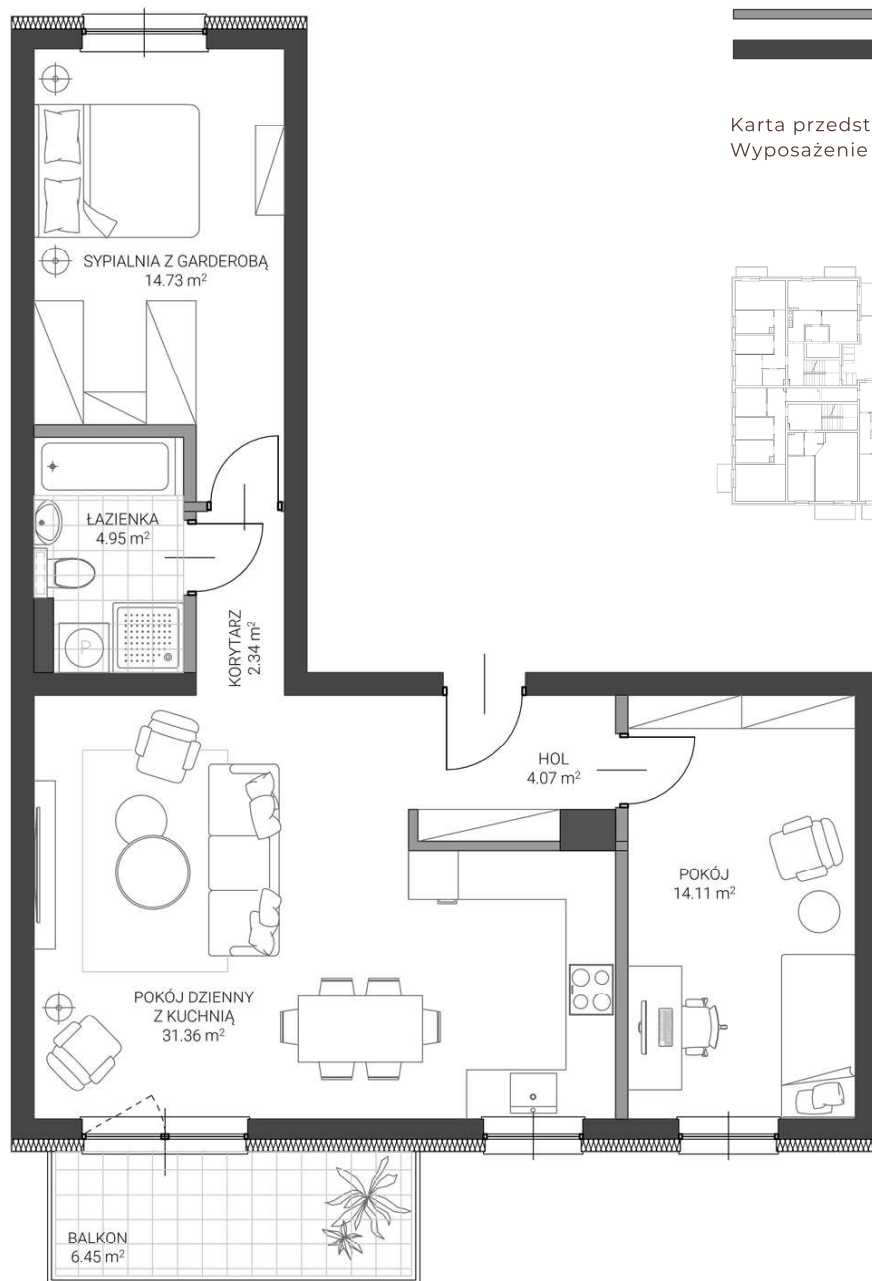 Karta przedst
Wyposażenie
SYPIALNIA Z GARDEROBĄ
14.73 m²
ŁAZIENKA
4.95 m²
P
KORYTARZ
2.34 m²
HOL
4.07 m²
POKÓJ
14.11 m²
POKÓJ DZIENNY
Z KUCHNIĄ
31.36 m²
BALKON
6.45 m²